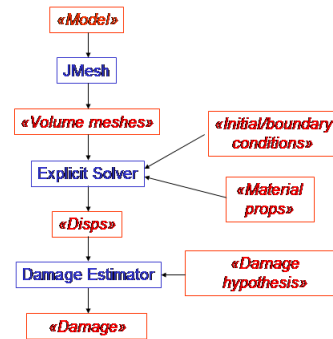 «Model»
JMesh
«Volume meshes»
«Initial/boundary
conditions»
Explicit Solver
«Material
props»
«Disps»
Damage Estimator
«Damage
hypothesis»
«Damage»